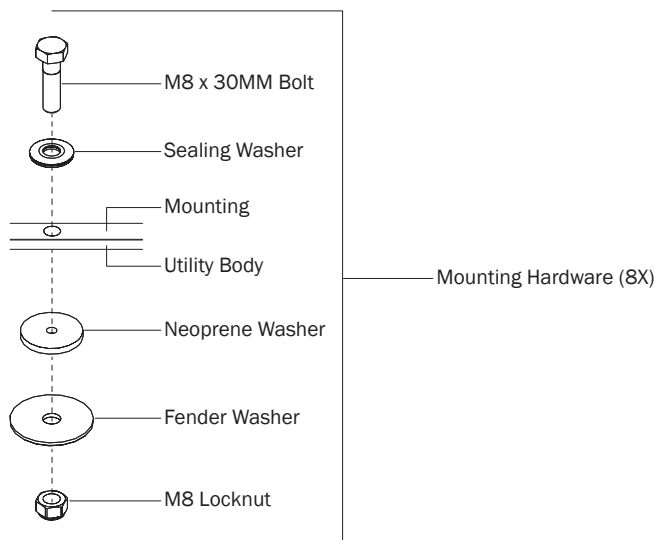 M8 x 30MM Bolt
Sealing Washer
Mounting
Utility Body
Mounting Hardware (8X)
Neoprene Washer
Fender Washer
M8 Locknut